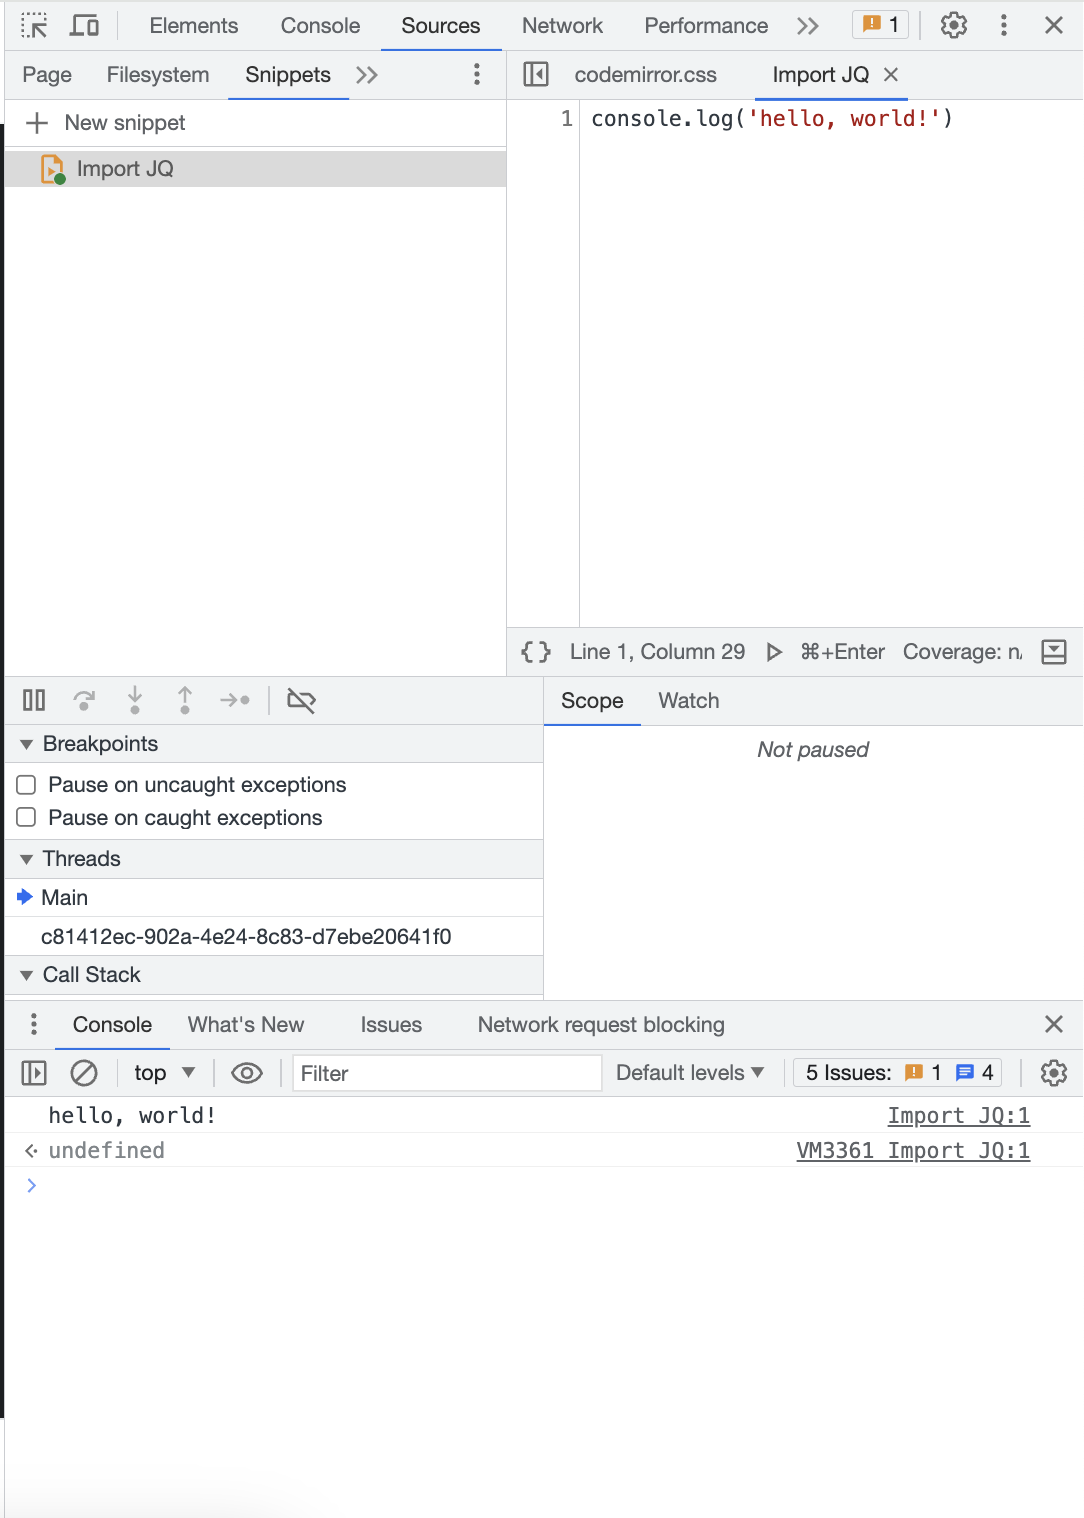 Elements Console Sources Network Performance 1
Page Filesystem Snippets
codemirror.css Import JQ
New snippet
Import JQ
1 console.log('hello, world!')
{} Line 1, Column 29 ⌘+Enter Coverage: n/
Scope Watch
Not paused
Breakpoints
Pause on uncaught exceptions
Pause on caught exceptions
Threads
Main
c81412ec-902a-4e24-8c83-d7ebe20641f0
Call Stack
Console What's New Issues Network request blocking
top Filter Default levels 5 Issues: 1 4
hello, world! Import JQ:1
undefined VM3361 Import JQ:1